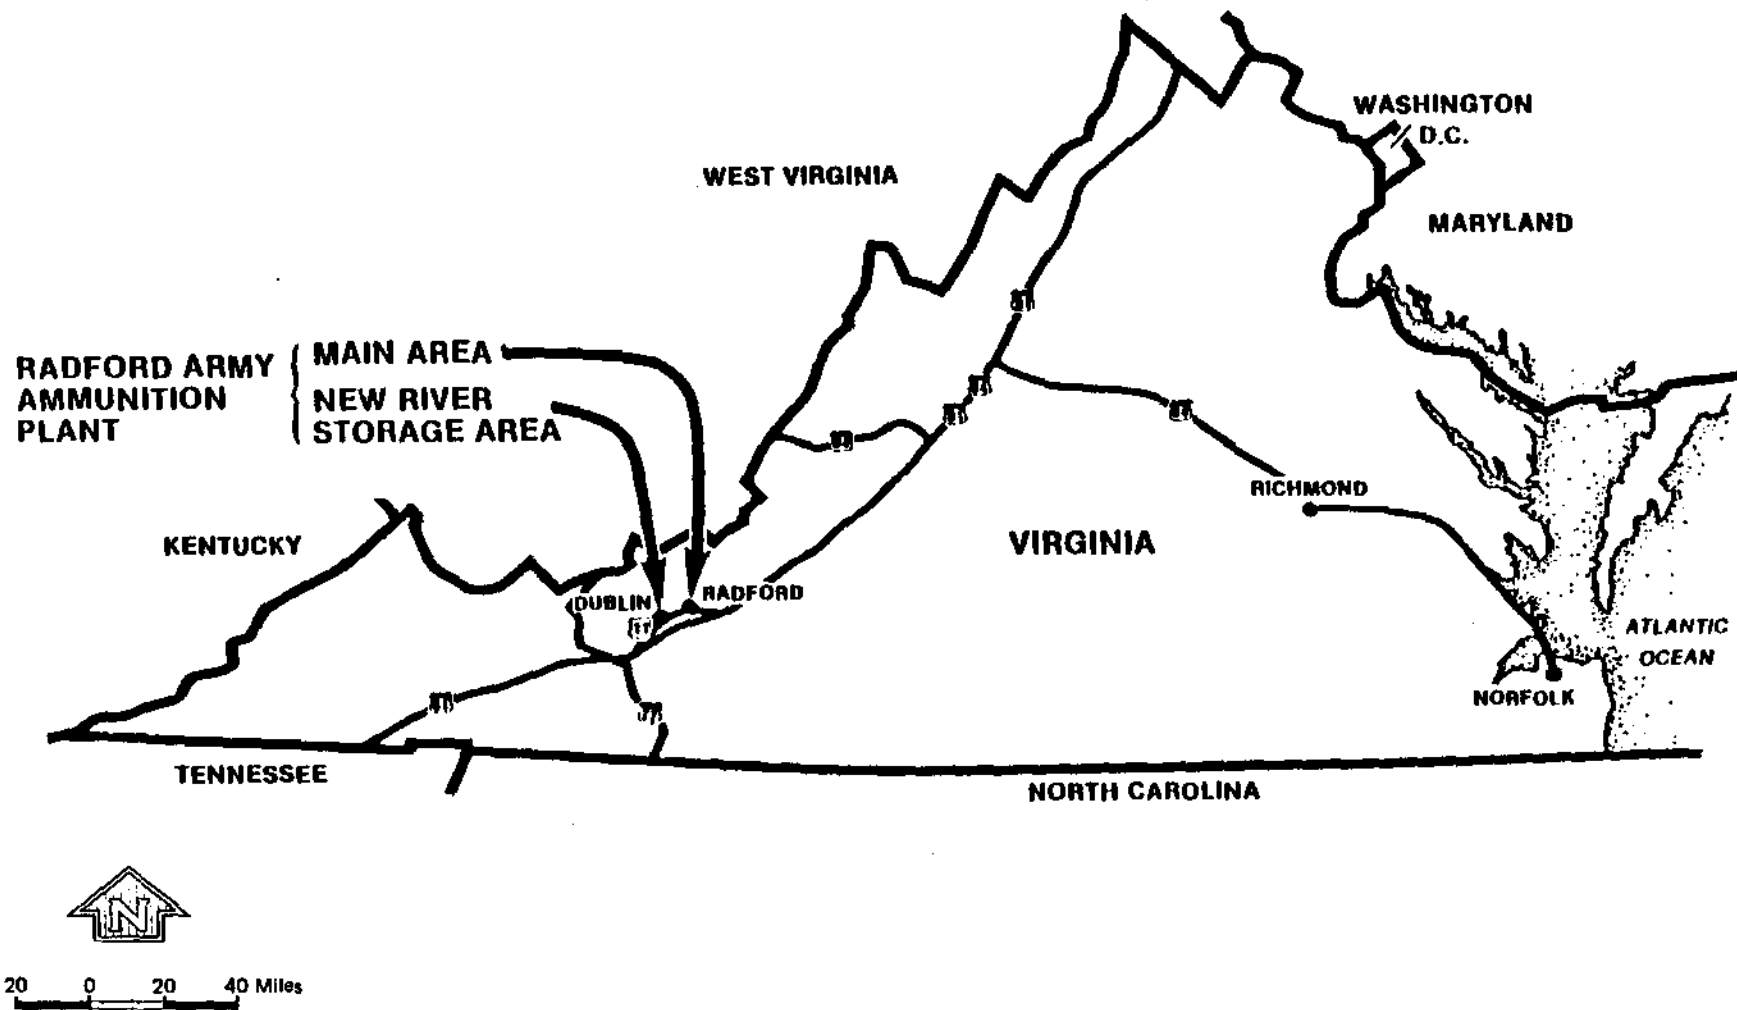 WASHINGTON
D.C.
WEST VIRGINIA
MARYLAND
RADFORD ARMY
AMMUNITION
PLANT
MAIN AREA
NEW RIVER
STORAGE AREA
RICHMOND
KENTUCKY
VIRGINIA
DUBLIN
RADFORD
ATLANTIC
OCEAN
NORFOLK
TENNESSEE
NORTH CAROLINA
N
20 0 20 40 Miles